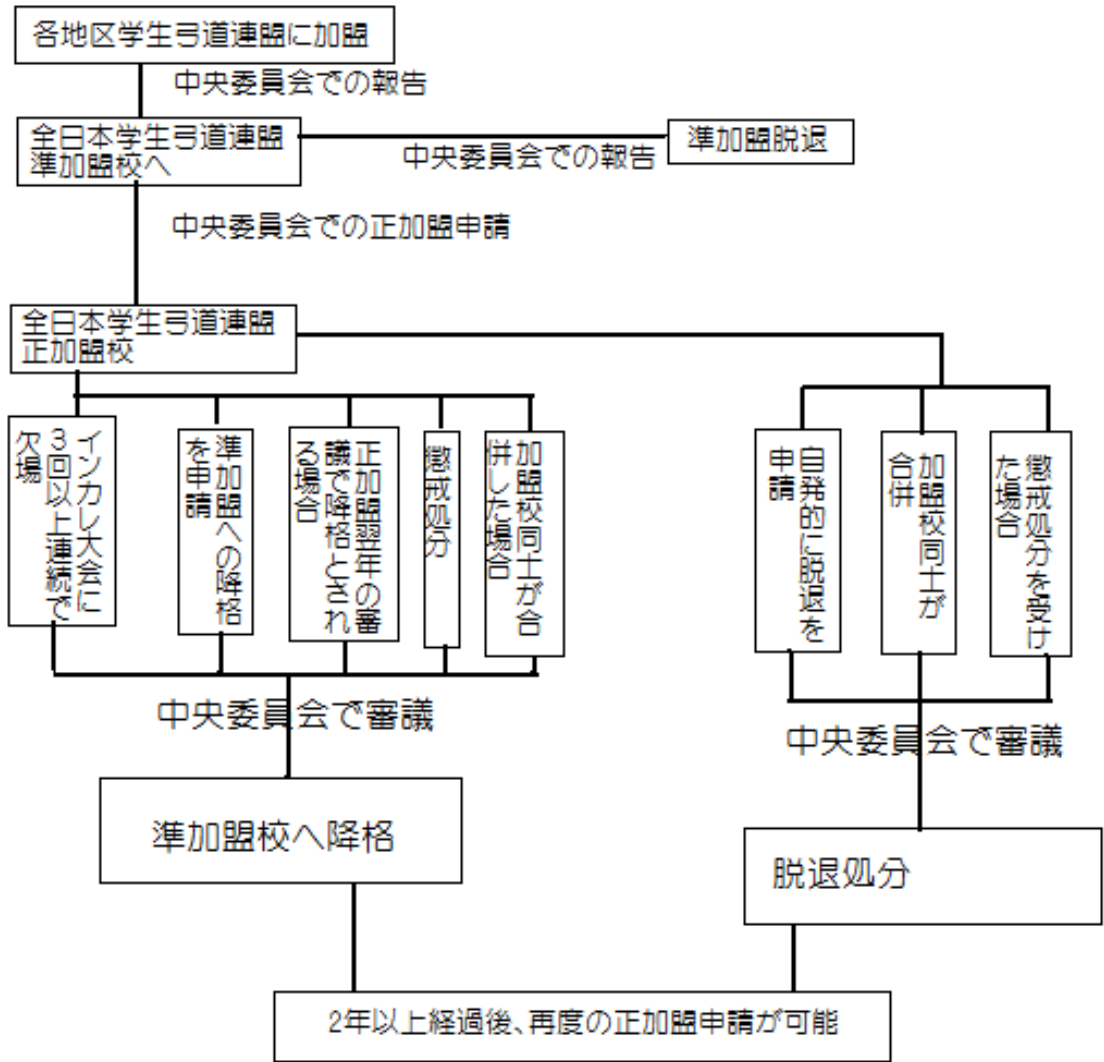 各地区学生弓道連盟に加盟
中央委員会での報告
全日本学生弓道連盟
準加盟校へ
中央委員会での報告
準加盟脱退
中央委員会での正加盟申請
全日本学生弓道連盟
正加盟校
インカレ大会に
3回以上連続で
欠場
準加盟への降格
を申請
正加盟翌年の審
議で降格とされ
る場合
懲戒処分
加盟校同士が合
併した場合
自発的に脱退を
申請
加盟校同士が
合併
懲戒処分を受け
た場合
中央委員会で審議
中央委員会で審議
準加盟校へ降格
脱退処分
2年以上経過後、再度の正加盟申請が可能